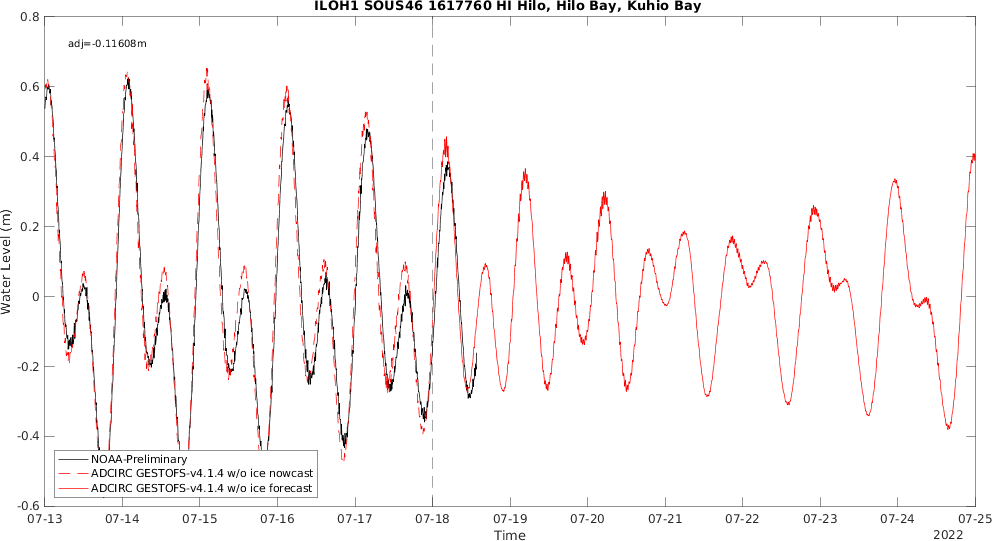 ILOH1 SOUS46 1617760 HI Hilo, Hilo Bay, Kuhio Bay
adj=-0.11608m
Water Level (m)
0.8
0.6
0.4
0.2
0
-0.2
-0.4
-0.6
NOAA-Preliminary
ADCIRC GESTOFS-v4.1.4 w/o ice nowcast
ADCIRC GESTOFS-v4.1.4 w/o ice forecast
07-13 07-14 07-15 07-16 07-17 07-18 07-19 07-20 07-21 07-22 07-23 07-24 07-25
Time
2022